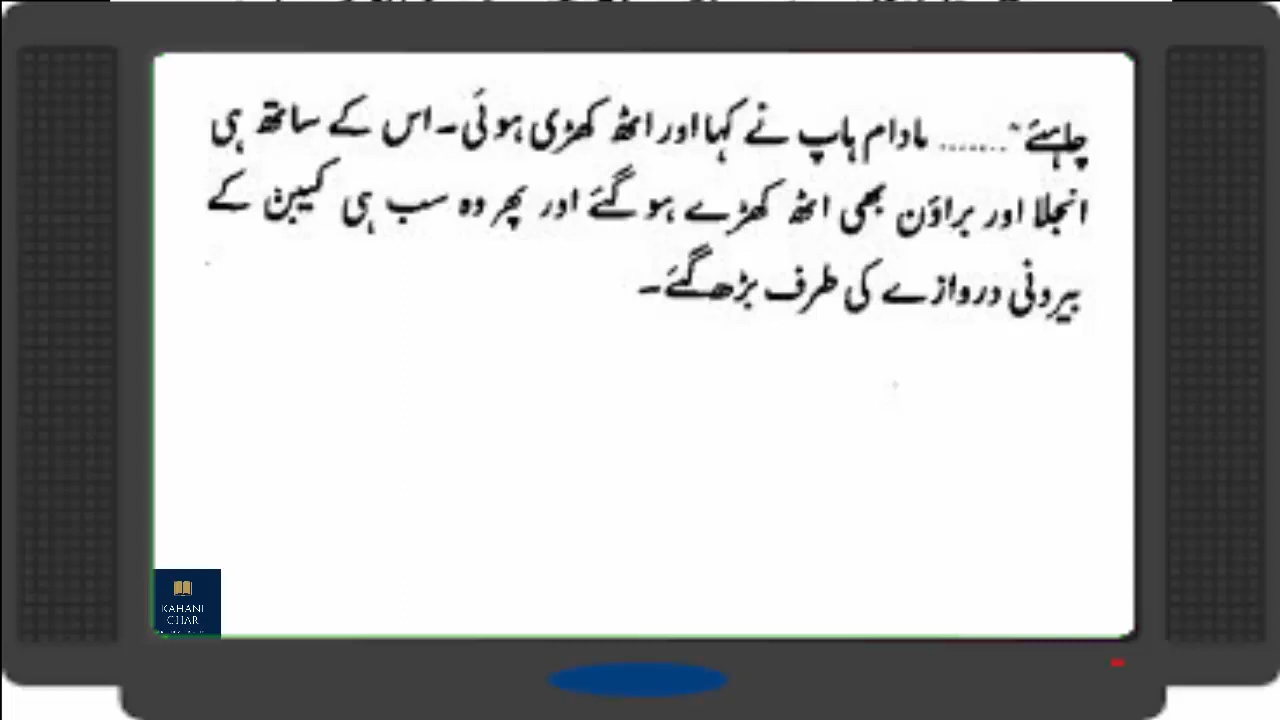 چاہئے"....... مادام ہاپ نے کہا اور اٹھ کھڑی ہوئی۔ اس کے ساتھ ہی
انجلا اور براؤن بھی اٹھ کھڑے ہو گئے اور پھر وہ سب ہی کیبن کے
بیرونی دروازے کی طرف بڑھ گئے۔
KAHANI
GHAR